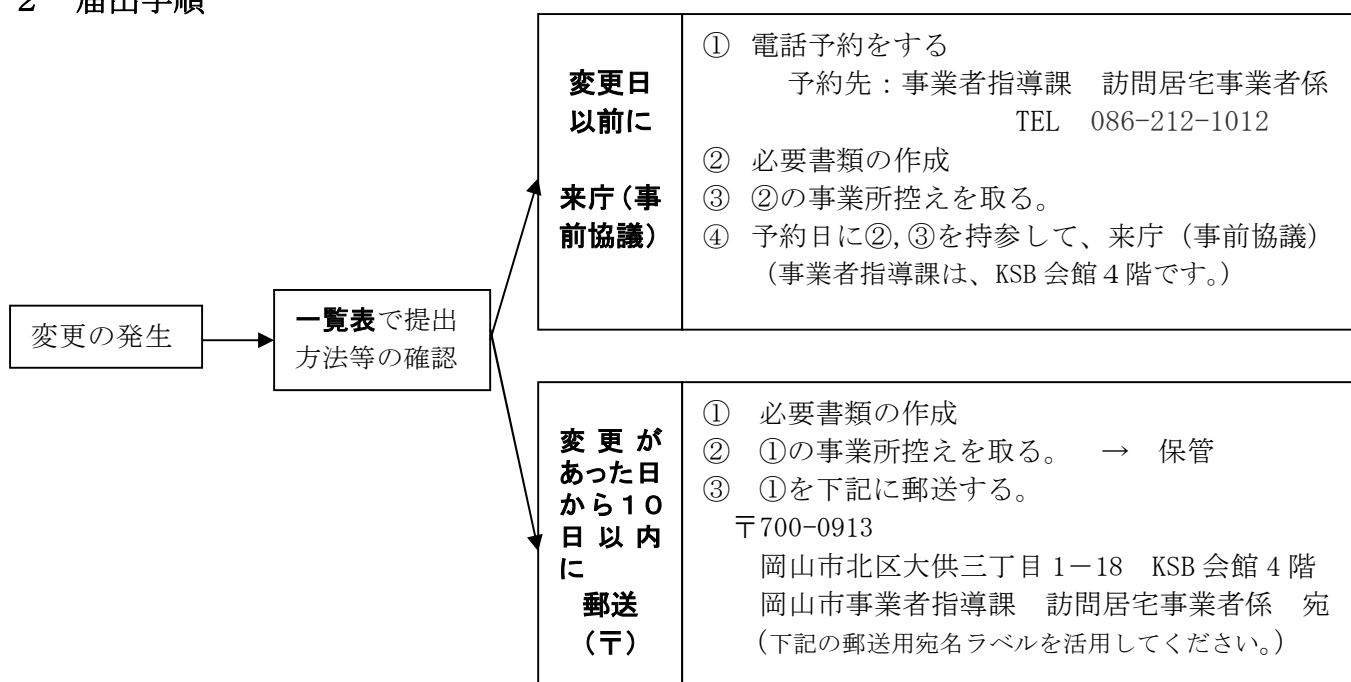 ２　届出手順
変更日
以前に
来庁（事
前協議）
①　電話予約をする
予約先：事業者指導課　訪問居宅事業者係
TEL　086-212-1012
②　必要書類の作成
③　②の事業所控えを取る。
④　予約日に②,③を持参して、来庁（事前協議）
（事業者指導課は、KSB 会館４階です。）
変更の発生
一覧表で提出
方法等の確認
変更が
あった日
から１０
日以内
に
郵送
（〒）
①　必要書類の作成
②　①の事業所控えを取る。　→　保管
③　①を下記に郵送する。
〒700-0913
岡山市北区大供三丁目 1－18　KSB 会館 4 階
岡山市事業者指導課　訪問居宅事業者係　宛
（下記の郵送用宛名ラベルを活用してください。）